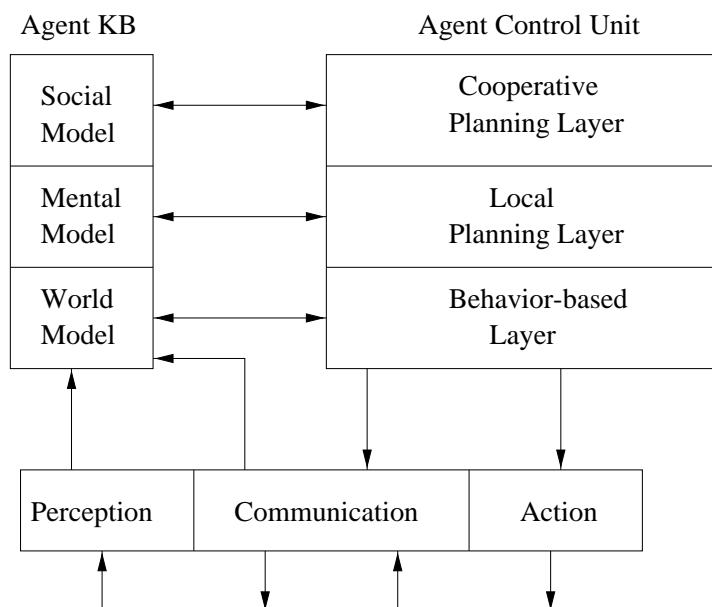 Agent KB
Agent Control Unit
Social
Model
Cooperative
Planning Layer
Mental
Model
Local
Planning Layer
World
Model
Behavior-based
Layer
Perception
Communication
Action